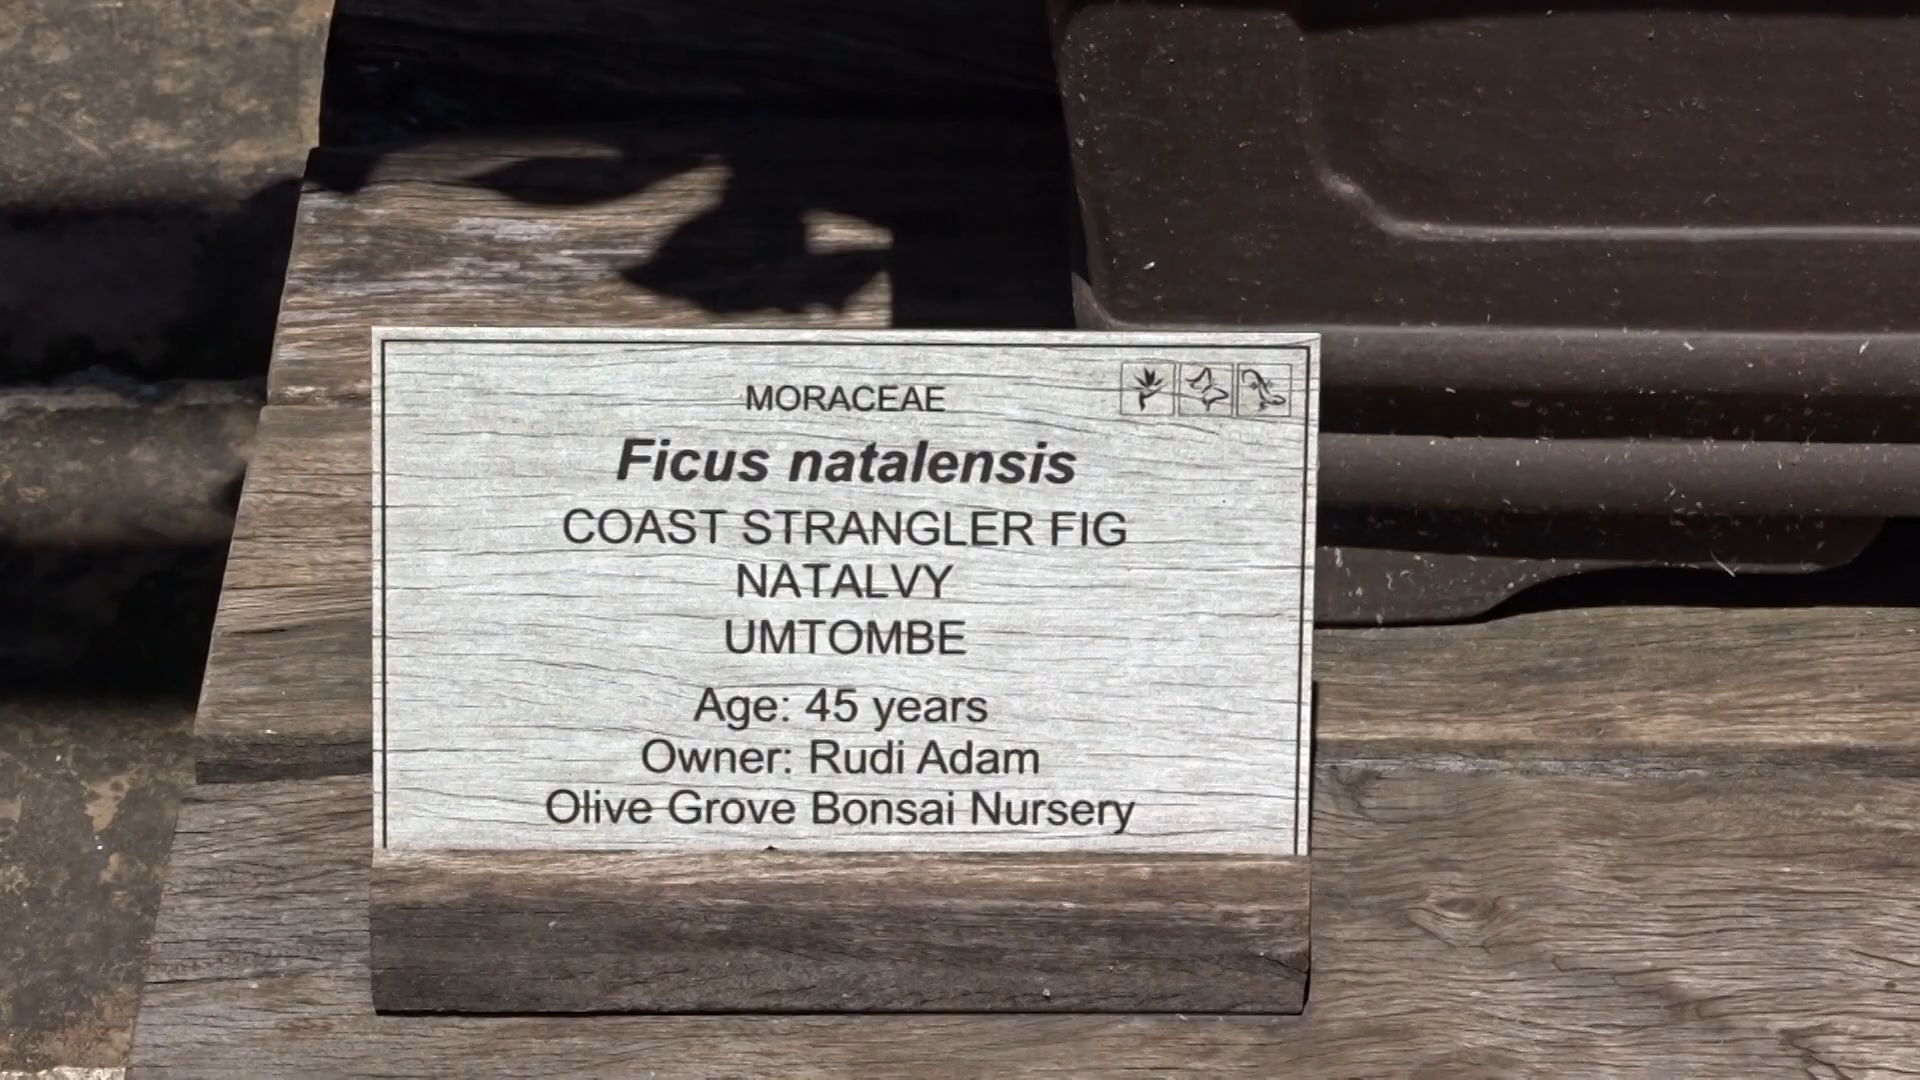 MORACEAE
Ficus natalensis
COAST STRANGLER FIG
NATALVY
UMTOMBE
Age: 45 years
Owner: Rudi Adam
Olive Grove Bonsai Nursery